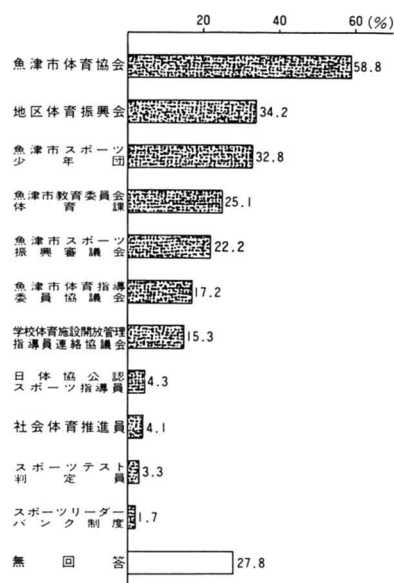 20 40 60 (%)
魚津市体育協会 58.8
地区体育振興会 34.2
魚津市スポーツ
少年団 32.8
魚津市教育委員会
体育課 25.1
魚津市スポーツ
振興審議会 22.2
魚津市体育指導
委員協議会 17.2
学校体育施設開放管理
指導員連絡協議会 15.3
日体協公認
スポーツ指導員 4.3
社会体育推進員 4.1
スポーツテスト
判定員 3.3
スポーツリーダー
バンク制度 1.7
無回答 27.8